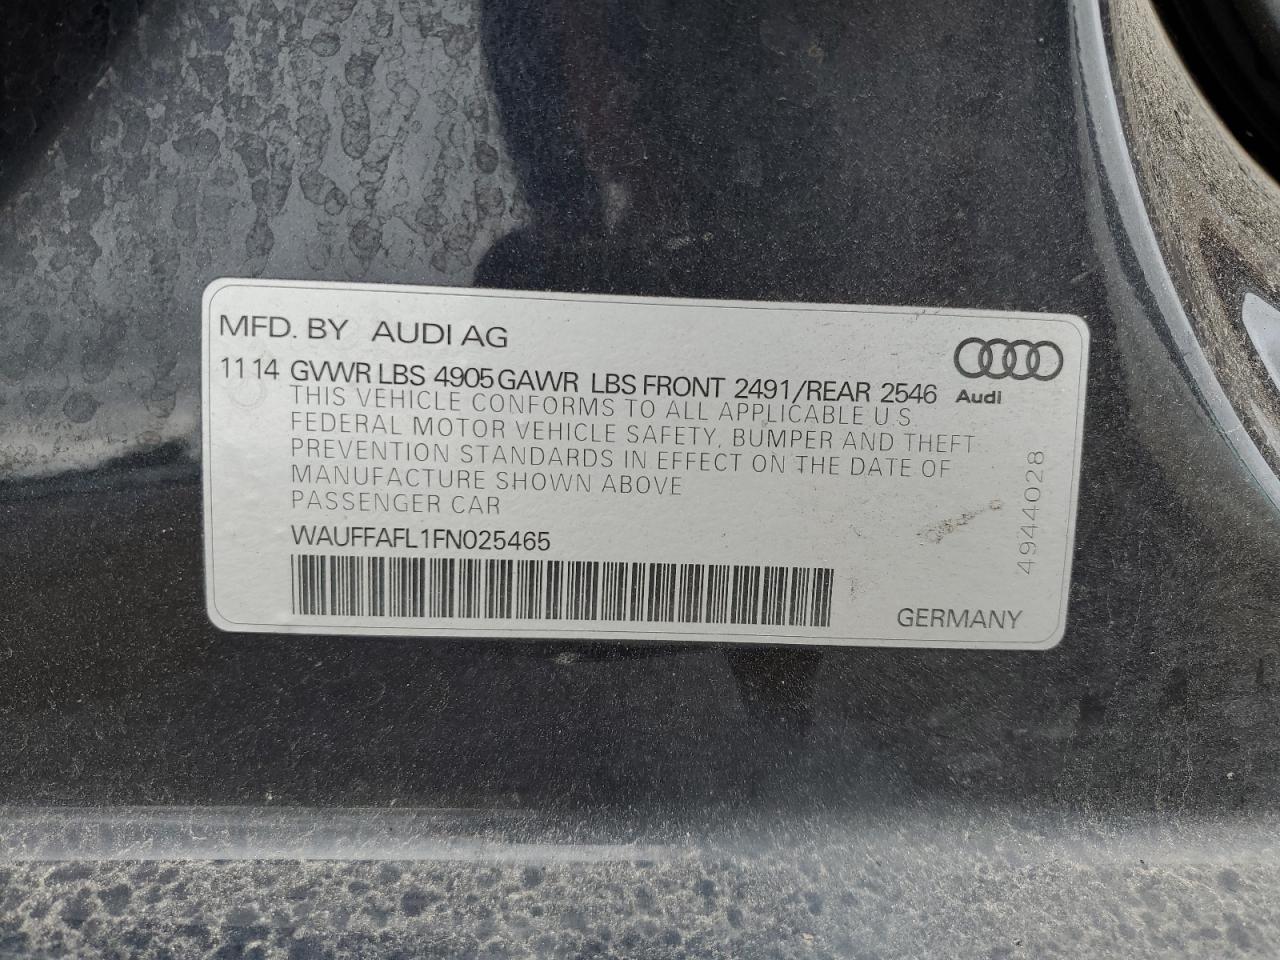 MFD. BY AUDI AG
11 14 GVWR LBS 4905 GAWR LBS FRONT 2491/REAR 2546
Audi
THIS VEHICLE CONFORMS TO ALL APPLICABLE U.S
FEDERAL MOTOR VEHICLE SAFETY, BUMPER AND THEFT
PREVENTION STANDARDS IN EFFECT ON THE DATE OF
MANUFACTURE SHOWN ABOVE
PASSENGER CAR
WAUFFAFL1FN025465
4944028
GERMANY